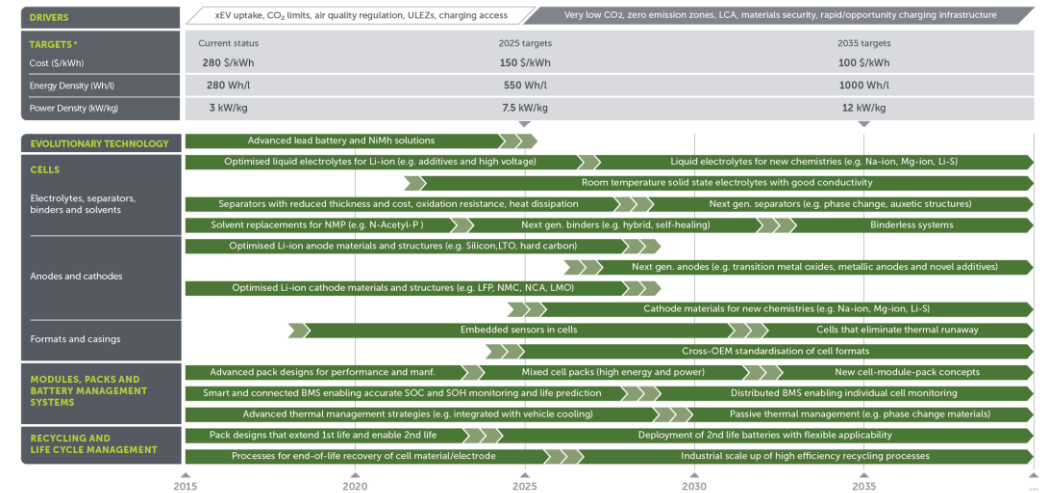 DRIVERS
xEV uptake, CO₂ limits, air quality regulation, ULEZs, charging access
Very low CO2, zero emission zones, LCA, materials security, rapid/opportunity charging infrastructure
TARGETS*
Current status
2025 targets
2035 targets
Cost ($/kWh)
280 $/kWh
150 $/kWh
100 $/kWh
Energy Density (Wh/l)
280 Wh/l
550 Wh/l
1000 Wh/l
Power Density (kW/kg)
3 kW/kg
7.5 kW/kg
12 kW/kg
EVOLUTIONARY TECHNOLOGY
Advanced lead battery and NiMh solutions
CELLS
Optimised liquid electrolytes for Li-ion (e.g. additives and high voltage)
Liquid electrolytes for new chemistries (e.g. Na-ion, Mg-ion, Li-S)
Room temperature solid state electrolytes with good conductivity
Electrolytes, separators,
binders and solvents
Separators with reduced thickness and cost, oxidation resistance, heat dissipation
Next gen. separators (e.g. phase change, auxetic structures)
Solvent replacements for NMP (e.g. N-Acetyl-P )
Next gen. binders (e.g. hybrid, self-healing)
Binderless systems
Anodes and cathodes
Optimised Li-ion anode materials and structures (e.g. Silicon,LTO, hard carbon)
Next gen. anodes (e.g. transition metal oxides, metallic anodes and novel additives)
Optimised Li-ion cathode materials and structures (e.g. LFP, NMC, NCA, LMO)
Cathode materials for new chemistries (e.g. Na-ion, Mg-ion, Li-S)
Formats and casings
Embedded sensors in cells
Cells that eliminate thermal runaway
Cross-OEM standardisation of cell formats
MODULES, PACKS AND
BATTERY MANAGEMENT
SYSTEMS
Advanced pack designs for performance and manf.
Mixed cell packs (high energy and power)
New cell-module-pack concepts
Smart and connected BMS enabling accurate SOC and SOH monitoring and life prediction
Distributed BMS enabling individual cell monitoring
Advanced thermal management strategies (e.g. integrated with vehicle cooling)
Passive thermal management (e.g. phase change materials)
RECYCLING AND
LIFE CYCLE MANAGEMENT
Pack designs that extend 1st life and enable 2nd life
Deployment of 2nd life batteries with flexible applicability
Processes for end-of-life recovery of cell material/electrode
Industrial scale up of high efficiency recycling processes
2015
2020
2025
2030
2035
...